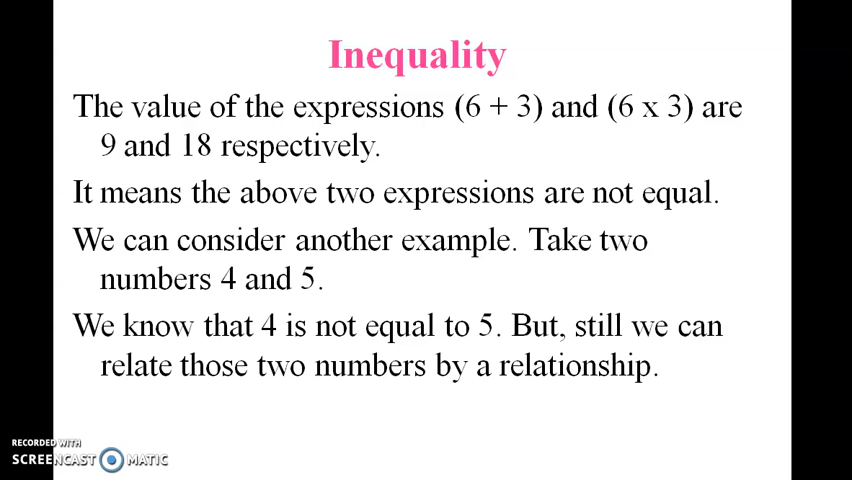 Inequality
The value of the expressions (6 + 3) and (6 x 3) are
9 and 18 respectively.
It means the above two expressions are not equal.
We can consider another example. Take two
numbers 4 and 5.
We know that 4 is not equal to 5. But, still we can
relate those two numbers by a relationship.
RECORDED WITH
SCREENCAST MATIC